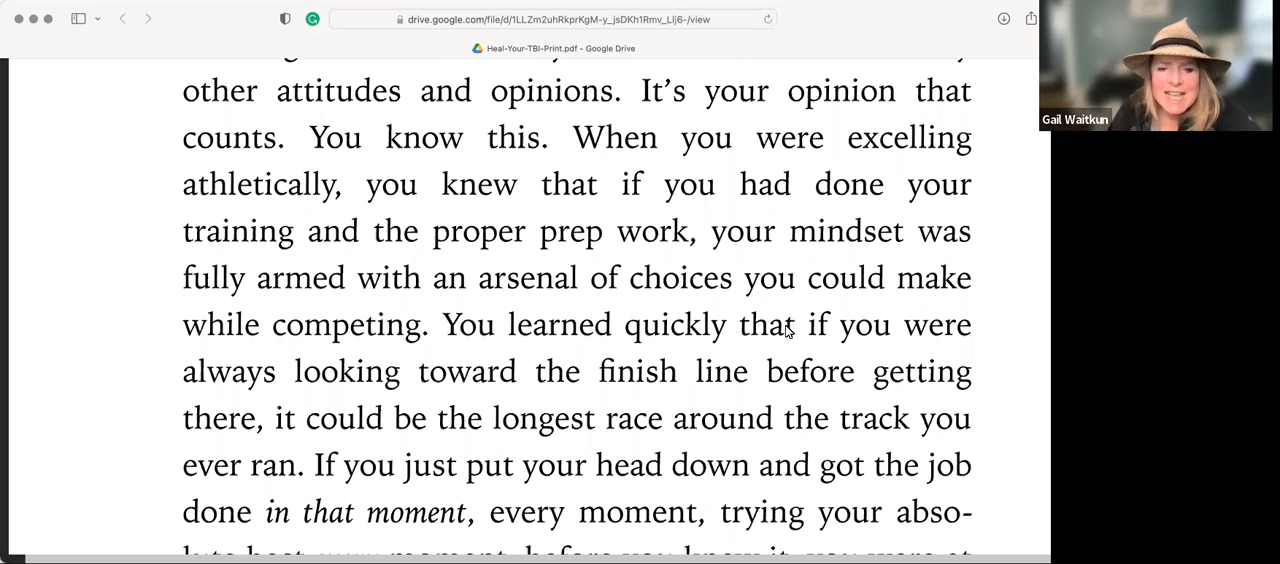 drive.google.com/file/d/1LLZm2uhRkprKgM-y_jsDKh1Rmv_LIj6-/view
Heal-Your-TBI-Print.pdf - Google Drive
other attitudes and opinions. It’s your opinion that
counts. You know this. When you were excelling
athletically, you knew that if you had done your
training and the proper prep work, your mindset was
fully armed with an arsenal of choices you could make
while competing. You learned quickly that if you were
always looking toward the finish line before getting
there, it could be the longest race around the track you
ever ran. If you just put your head down and got the job
done in that moment, every moment, trying your abso-
Gail Waitkun